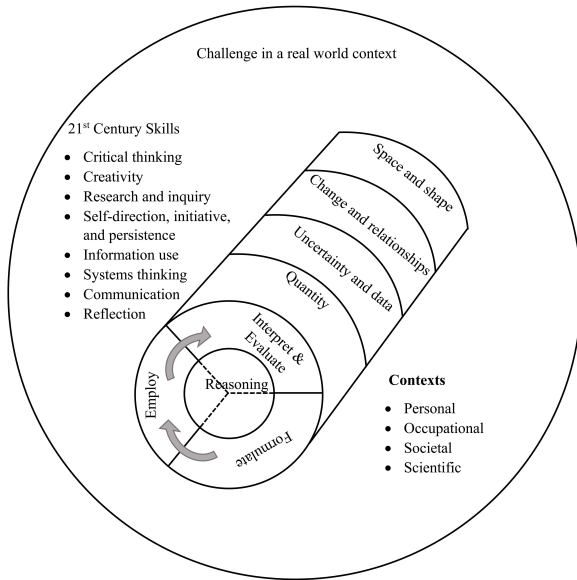 Challenge in a real world context
21st Century Skills
• Critical thinking
• Creativity
• Research and inquiry
• Self-direction, initiative,
and persistence
• Information use
• Systems thinking
• Communication
• Reflection
Space and shape
Change and relationships
Uncertainty and data
Quantity
Interpret &
Evaluate
Reasoning
Employ
Formulate
Contexts
• Personal
• Occupational
• Societal
• Scientific